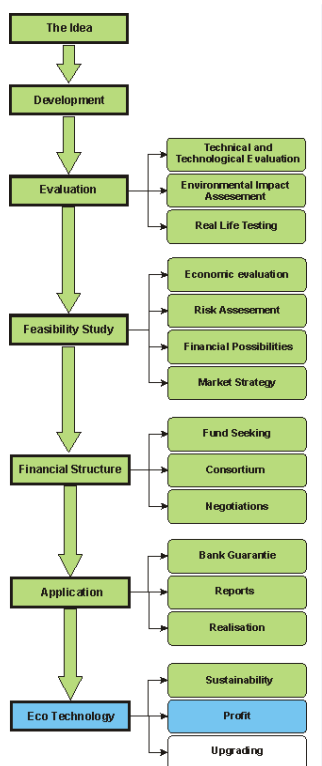 The Idea
Development
Evaluation
Technical and
Technological Evaluation
Environmental Impact
Assesement
Real Life Testing
Feasibility Study
Economic evaluation
Risk Assesement
Financial Possibilities
Market Strategy
Financial Structure
Fund Seeking
Consortium
Negotiations
Application
Bank Guarantie
Reports
Realisation
Eco Technology
Sustainability
Profit
Upgrading